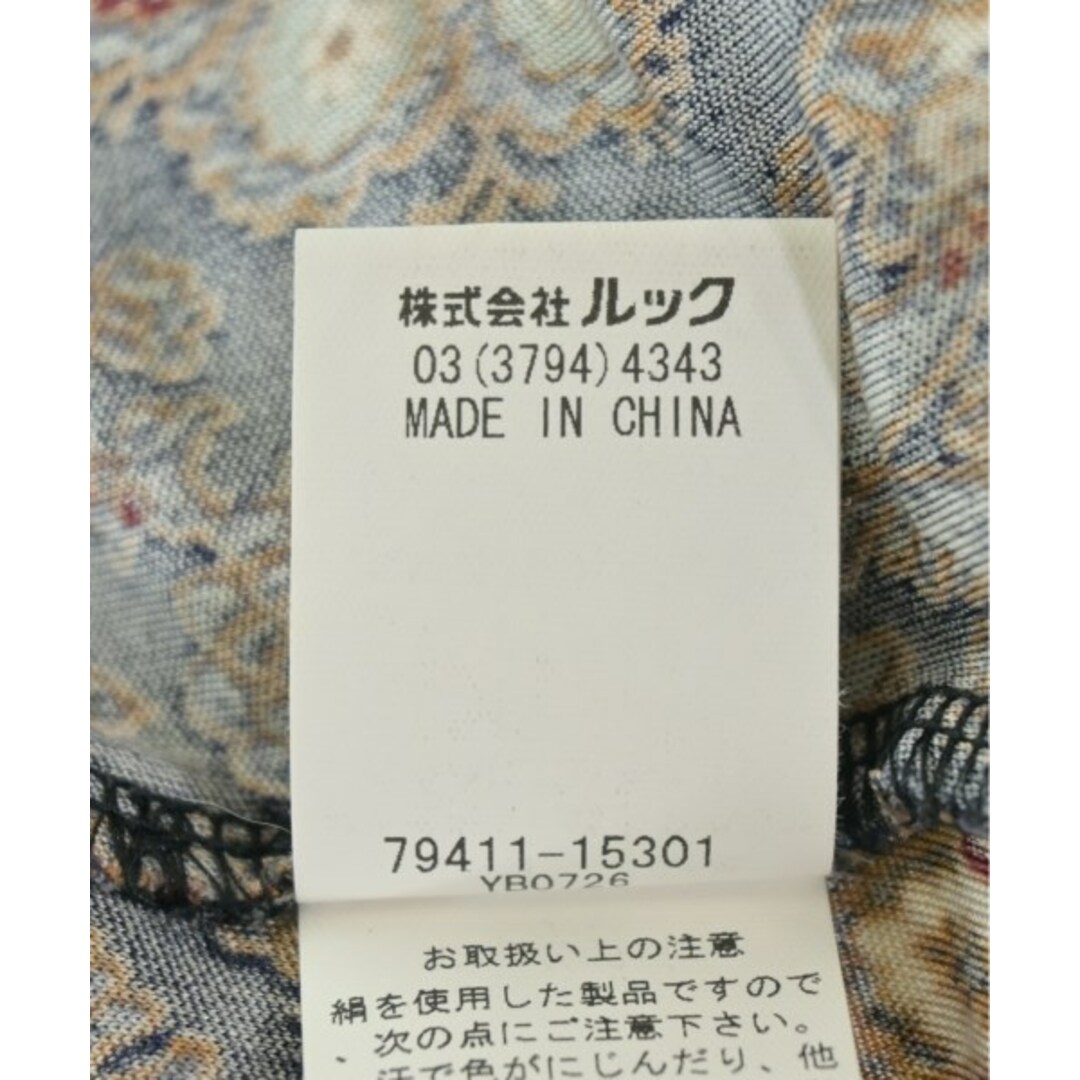 株式会社 ルック
03(3794)4343
MADE IN CHINA
79411-15301
YB0726
お取扱い上の注意
絹を使用した製品ですので
次の点にご注意下さい。
、汗で色がにじんだり、他